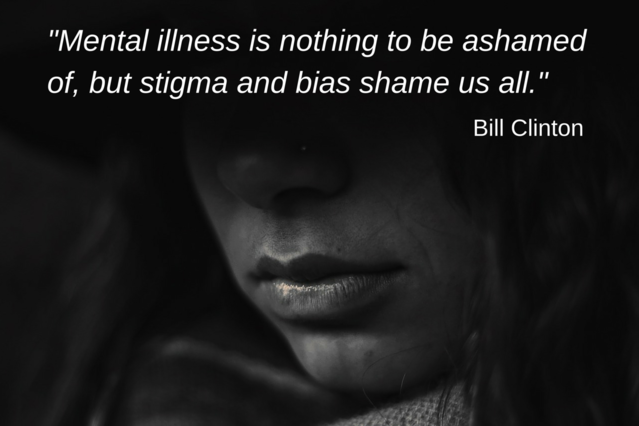 "Mental illness is nothing to be ashamed
of, but stigma and bias shame us all."
Bill Clinton